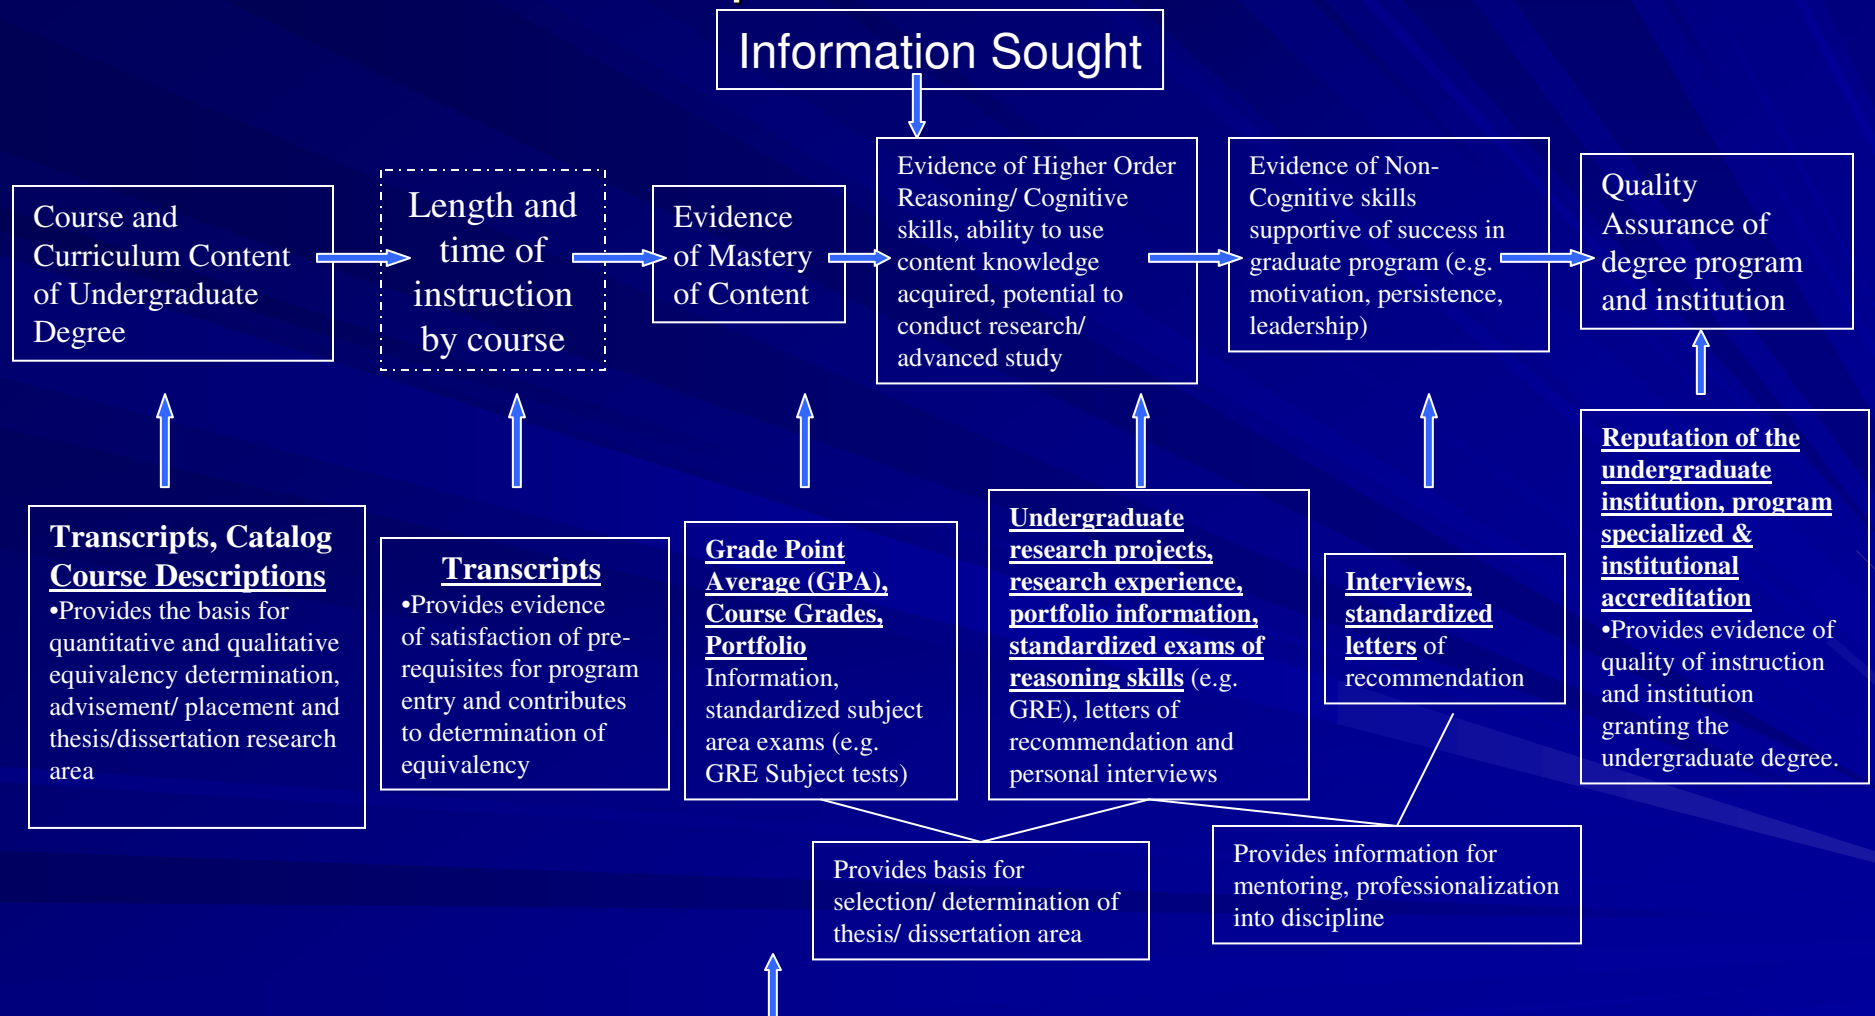 Information Sought
Course and
Curriculum Content
of Undergraduate
Degree
Length and
time of
instruction
by course
Evidence
of Mastery
of Content
Evidence of Higher Order
Reasoning/ Cognitive
skills, ability to use
content knowledge
acquired, potential to
conduct research/
advanced study
Evidence of Non-
Cognitive skills
supportive of success in
graduate program (e.g.
motivation, persistence,
leadership)
Quality
Assurance of
degree program
and institution
Transcripts, Catalog
Course Descriptions
•Provides the basis for
quantitative and qualitative
equivalency determination,
advisement/ placement and
thesis/dissertation research
area
Transcripts
•Provides evidence
of satisfaction of pre-
requisites for program
entry and contributes
to determination of
equivalency
Grade Point
Average (GPA),
Course Grades,
Portfolio
Information,
standardized subject
area exams (e.g.
GRE Subject tests)
Undergraduate
research projects,
research experience,
portfolio information,
standardized exams of
reasoning skills (e.g.
GRE), letters of
recommendation and
personal interviews
Interviews,
standardized
letters of
recommendation
Reputation of the
undergraduate
institution, program
specialized &
institutional
accreditation
•Provides evidence of
quality of instruction
and institution
granting the
undergraduate degree.
Provides basis for
selection/ determination of
thesis/ dissertation area
Provides information for
mentoring, professionalization
into discipline